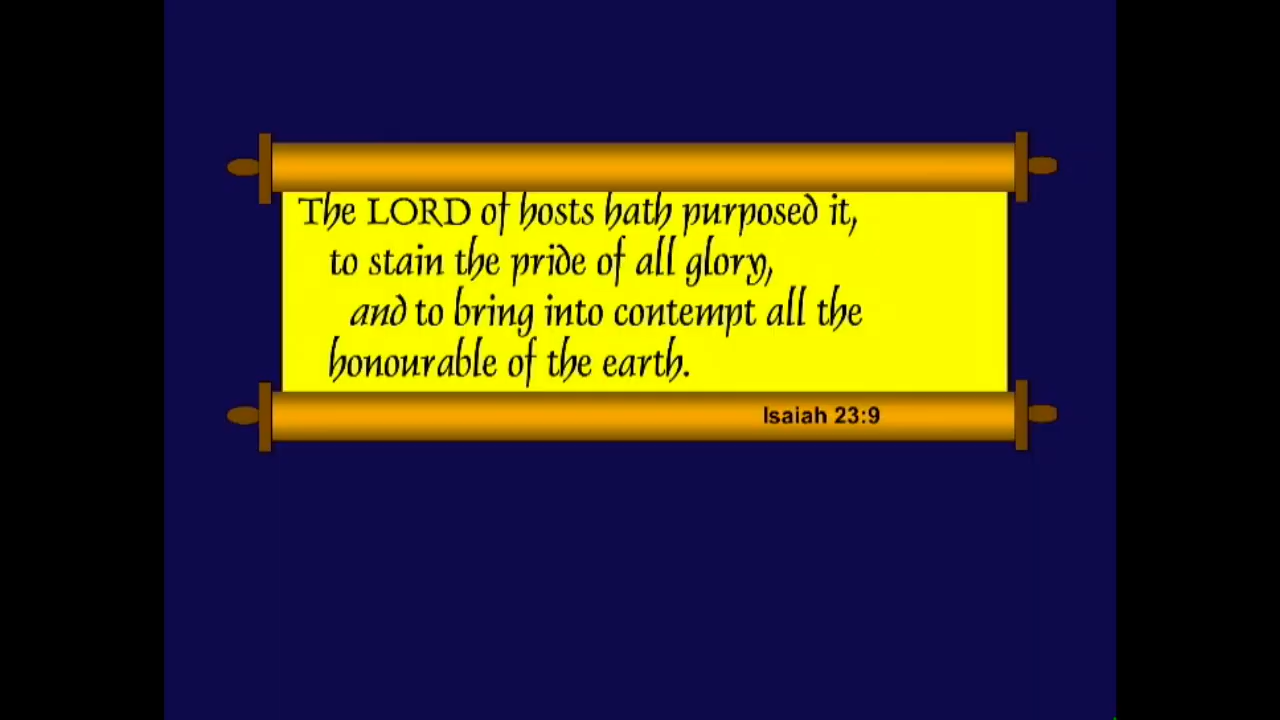 The LORD of hosts hath purposed it,
to stain the pride of all glory,
and to bring into contempt all the
honourable of the earth.
Isaiah 23:9